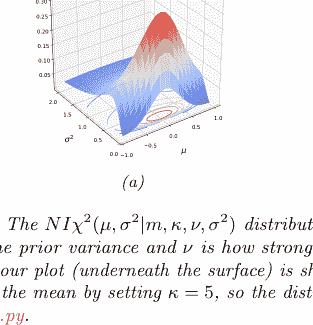 0.30
0.25
0.20
0.15
0.10
0.05
2.0
1.5
1.0
0.5
0.0
σ²
−1.0
−0.5
0.0
0.5
1.0
μ
(a)
The NIχ²(μ, σ²|m, κ, ν, σ²) distribut
ne prior variance and ν is how strong
our plot (underneath the surface) is sh
the mean by setting κ = 5, so the dist
.py.